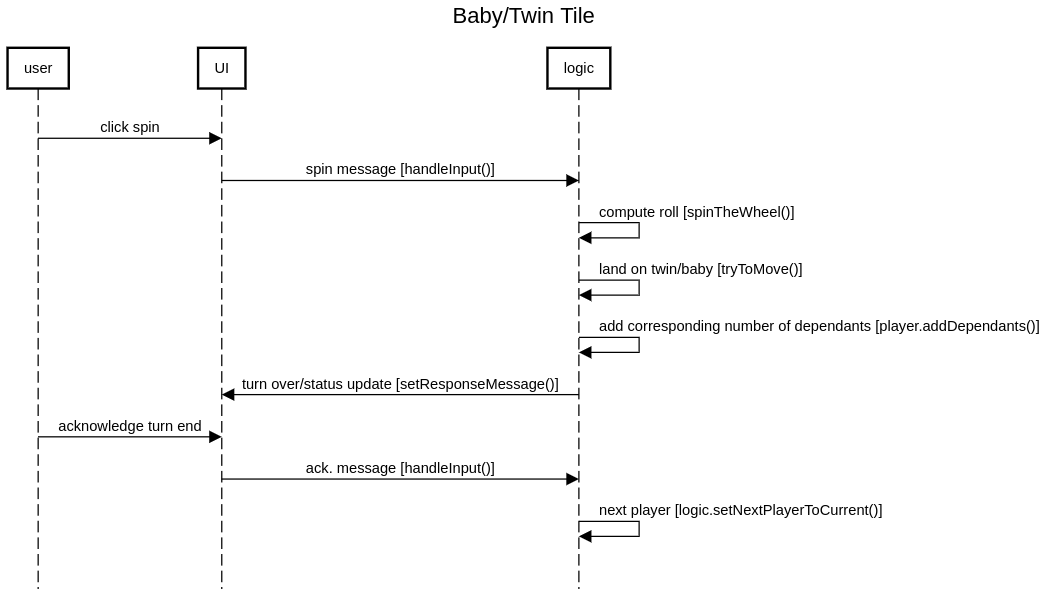 Baby/Twin Tile
user
UI
logic
click spin
spin message [handleInput()]
compute roll [spinTheWheel()]
land on twin/baby [tryToMove()]
add corresponding number of dependants [player.addDependants()]
turn over/status update [setResponseMessage()]
acknowledge turn end
ack. message [handleInput()]
next player [logic.setNextPlayerToCurrent()]